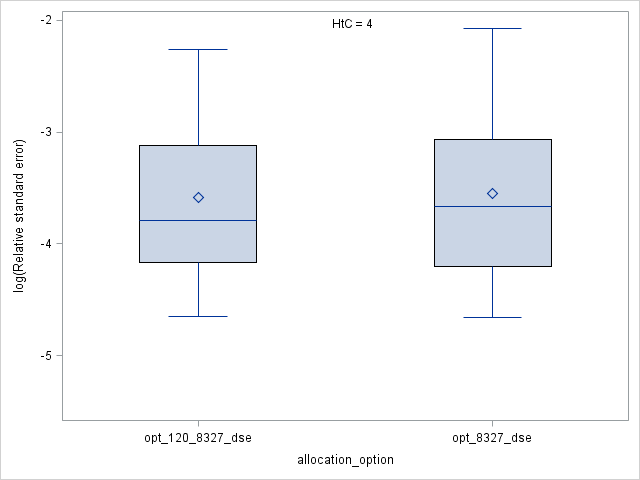 HtC = 4
-2
-3
-4
-5
log(Relative standard error)
opt_120_8327_dse
opt_8327_dse
allocation_option